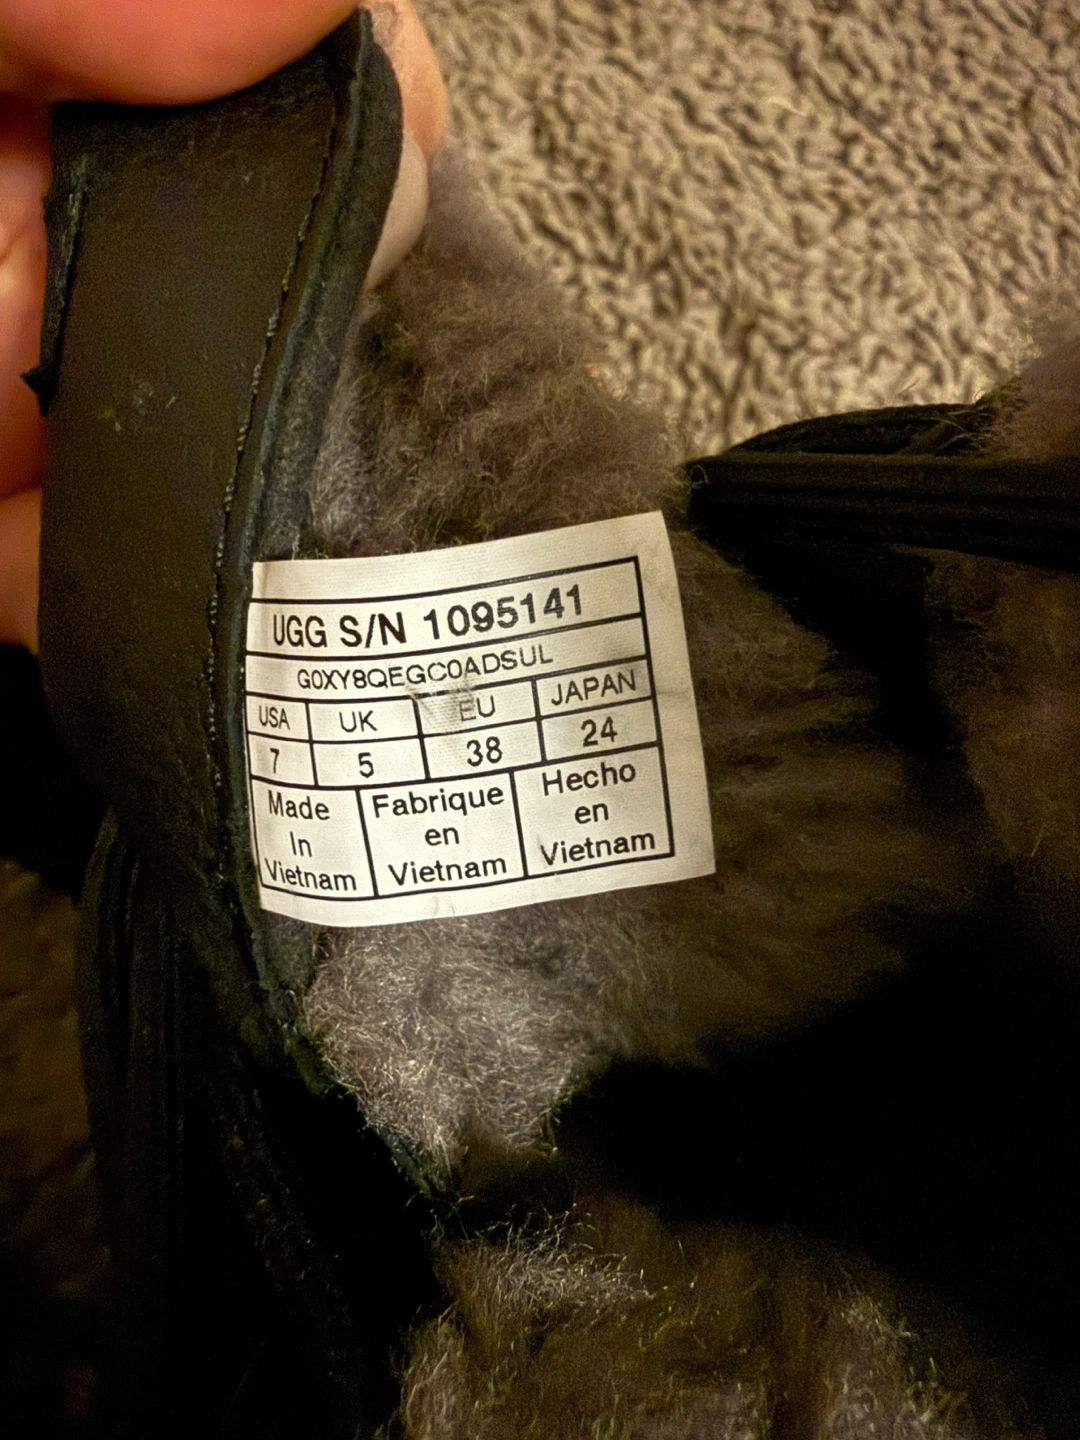 UGG S/N 1095141
G0XY8QEGC0ADSUL
USA UK EU JAPAN
7 5 38 24
Made In Vietnam
Fabrique en Vietnam
Hecho en Vietnam